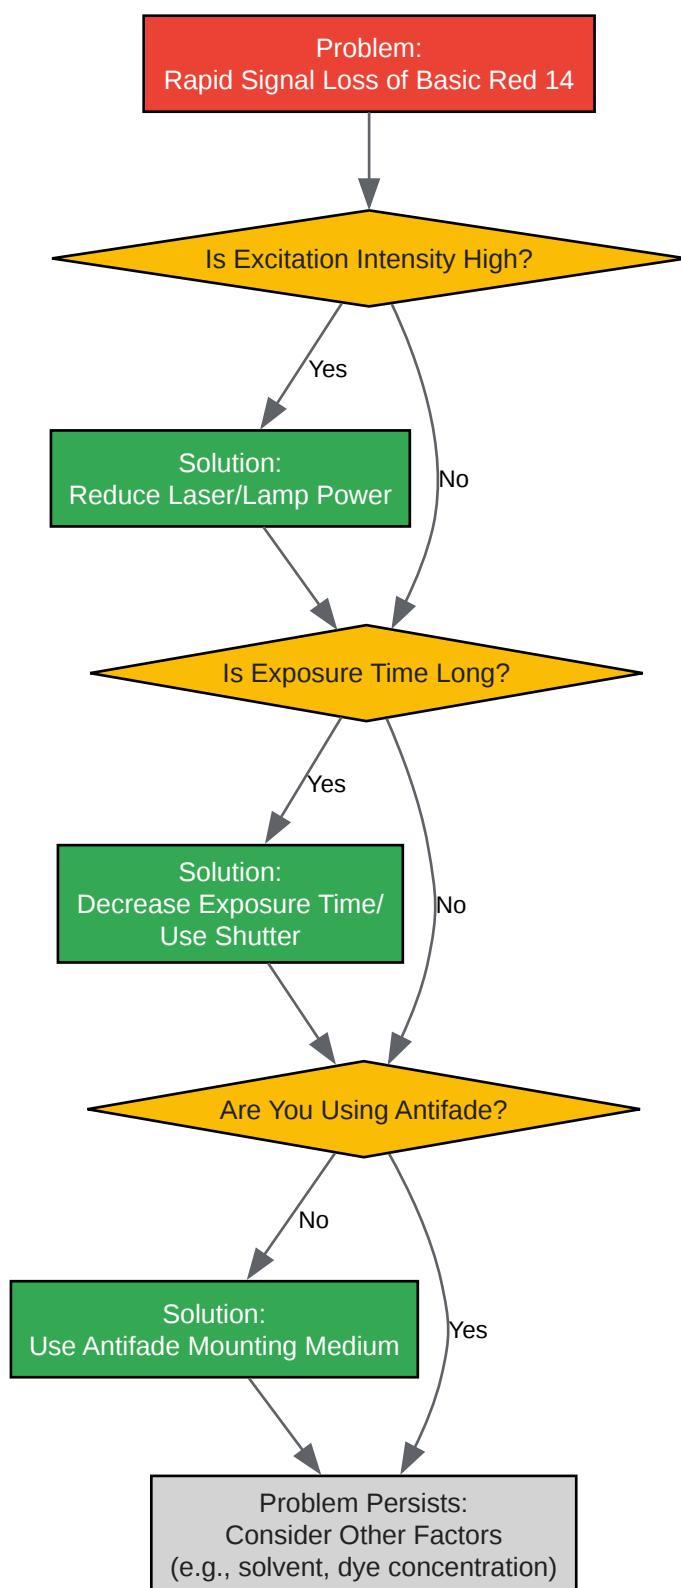 Problem:
Rapid Signal Loss of Basic Red 14
Is Excitation Intensity High?
Yes
No
Solution:
Reduce Laser/Lamp Power
Is Exposure Time Long?
Yes
No
Solution:
Decrease Exposure Time/
Use Shutter
Are You Using Antifade?
No
Yes
Solution:
Use Antifade Mounting Medium
Problem Persists:
Consider Other Factors
(e.g., solvent, dye concentration)